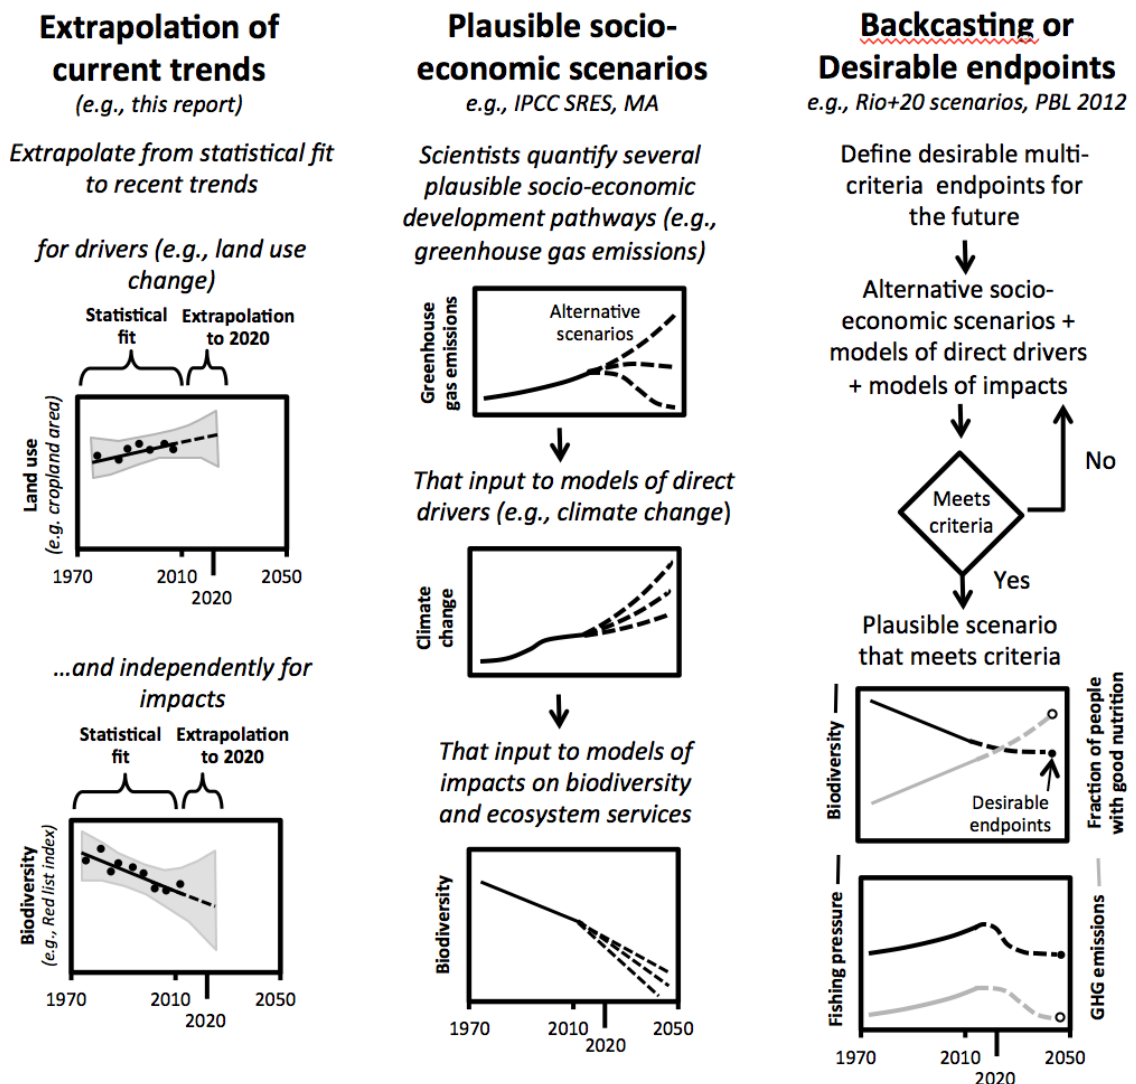 Extrapolation of
current trends
(e.g., this report)
Extrapolate from statistical fit
to recent trends
for drivers (e.g., land use
change)
Statistical
fit
Extrapolation
to 2020
Land use
(e.g. cropland area)
1970
2010
2050
2020
...and independently for
impacts
Statistical
fit
Extrapolation
to 2020
Biodiversity
(e.g., Red list index)
1970
2010
2050
2020
Plausible socio-
economic scenarios
e.g., IPCC SRES, MA
Scientists quantify several
plausible socio-economic
development pathways (e.g.,
greenhouse gas emissions)
Greenhouse
gas emissions
Alternative
scenarios
That input to models of direct
drivers (e.g., climate change)
Climate
change
That input to models of
impacts on biodiversity
and ecosystem services
Biodiversity
1970
2010
2050
2020
Backcasting or
Desirable endpoints
e.g., Rio+20 scenarios, PBL 2012
Define desirable multi-
criteria endpoints for
the future
Alternative socio-
economic scenarios +
models of direct drivers
+ models of impacts
No
Meets
criteria
Yes
Plausible scenario
that meets criteria
Biodiversity
Desirable
endpoints
Fraction of people
with good nutrition
Fishing pressure
GHG emissions
1970
2010
2050
2020